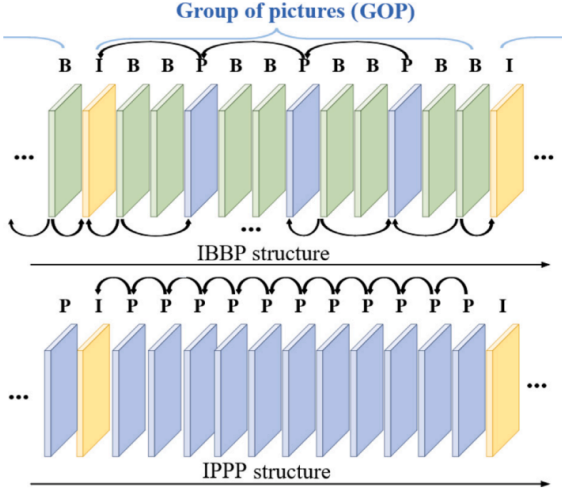 Group of pictures (GOP)
B I B B P B B P B B P B B I
... ...
...
IBBP structure
P I P P P P P P P P P P P I
... ...
IPPP structure